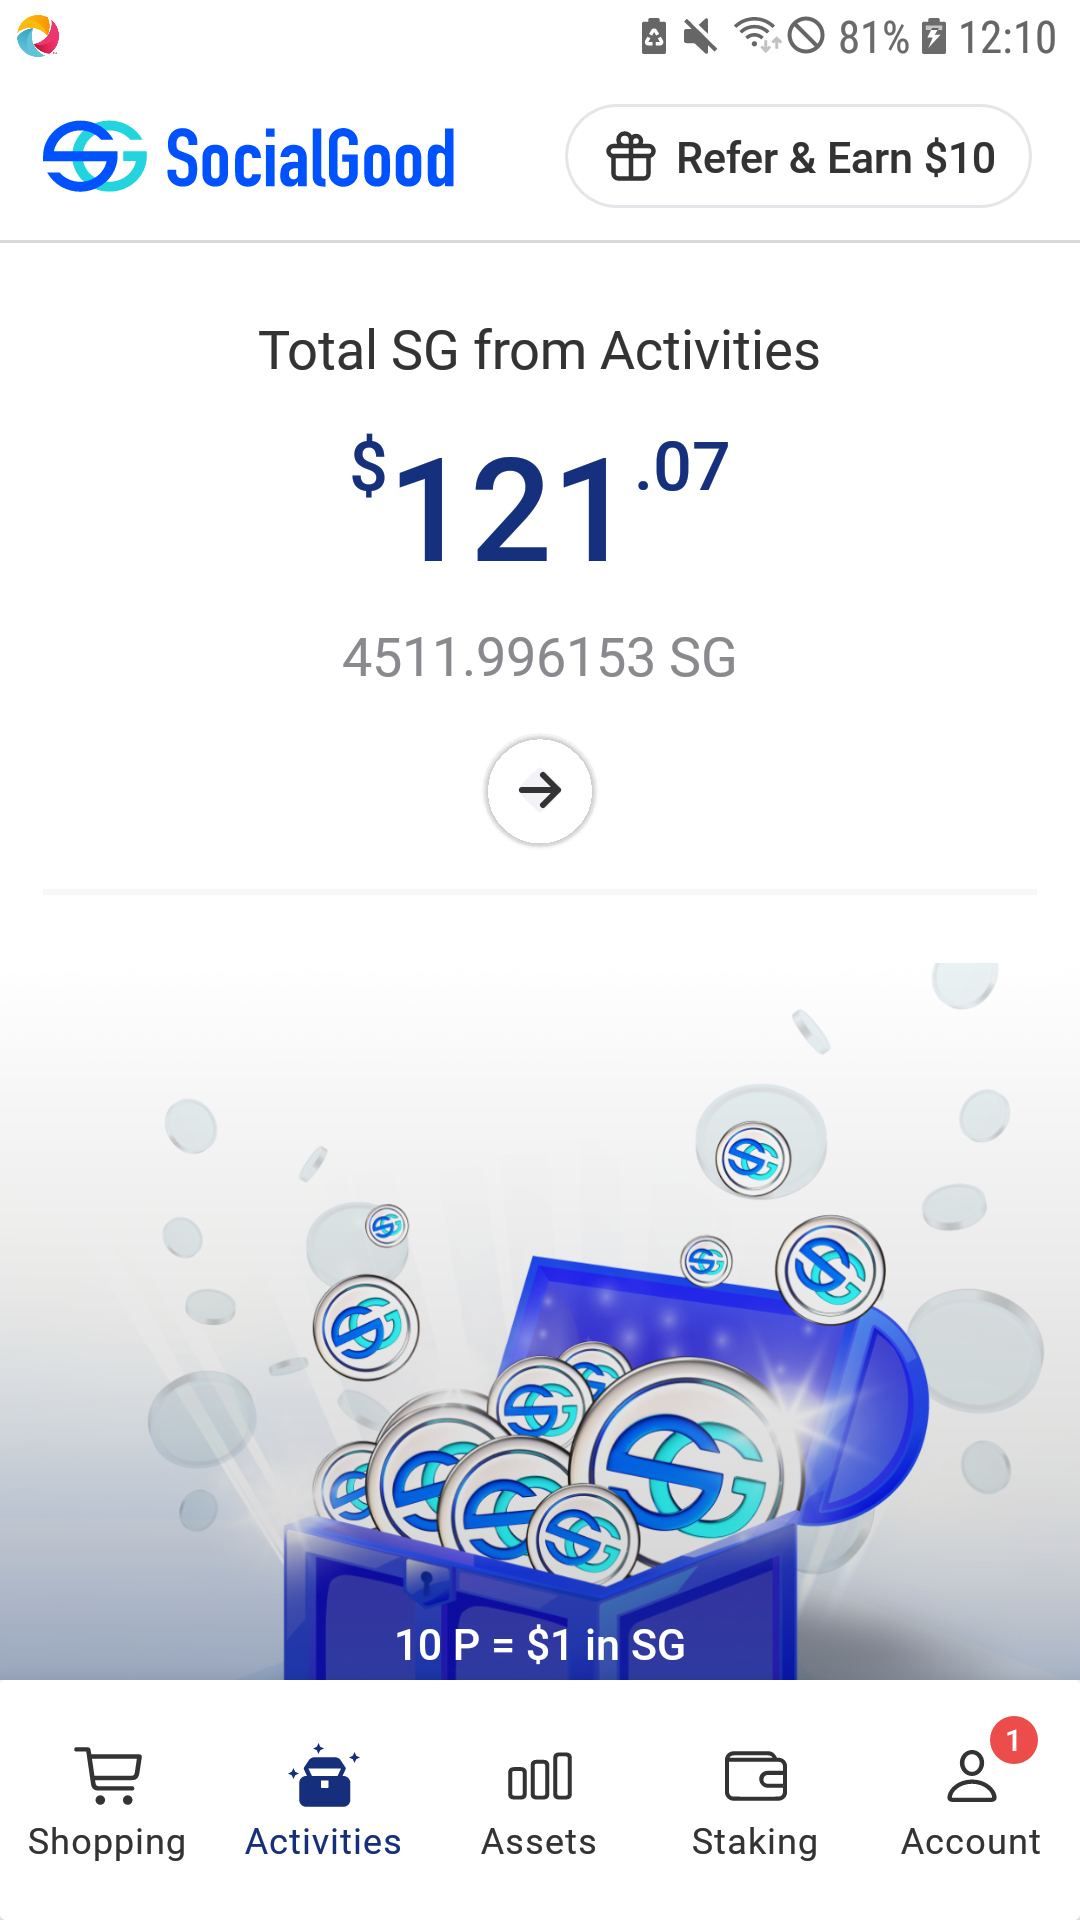 81% 12:10
SocialGood
Refer & Earn $10
Total SG from Activities
$121.07
4511.996153 SG
10 P = $1 in SG
1
Shopping Activities Assets Staking Account